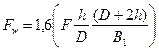 F_w = 1,6(F h/D (D + 2h)/B_1)